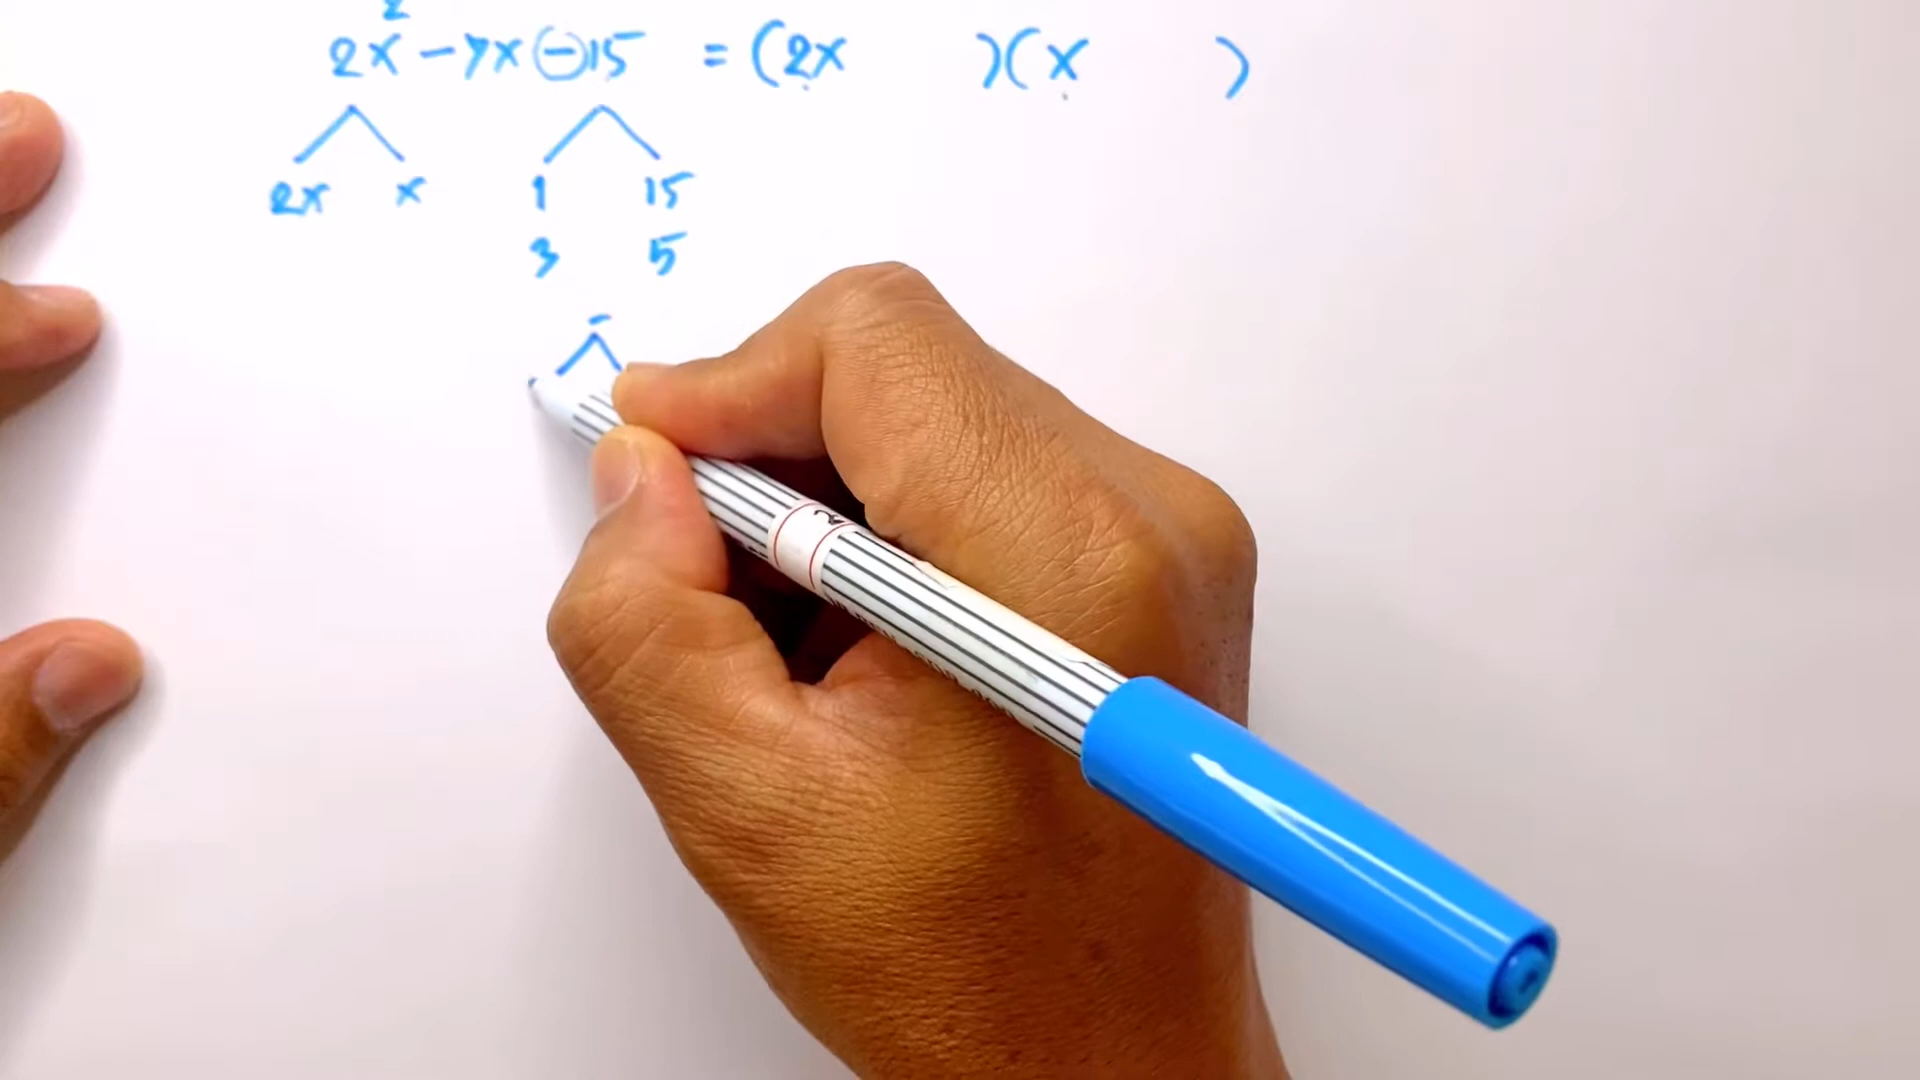 2x² - 7x - 15 = (2x )(x )
2x x 1 15
3 5
-